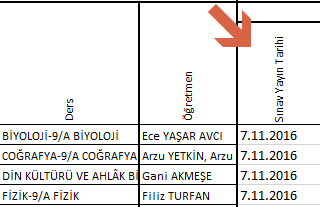 Ders Öğretmen Sınav Yayın Tarihi
BİYOLOJİ-9/A BİYOLOJİ Ece YAŞAR AVCI 7.11.2016
COĞRAFYA-9/A COĞRAFYA Arzu YETKİN, Arzu 7.11.2016
DİN KÜLTÜRÜ VE AHLÂK Bİ Gani AKMEŞE 7.11.2016
FİZİK-9/A FİZİK Filiz TURFAN 7.11.2016